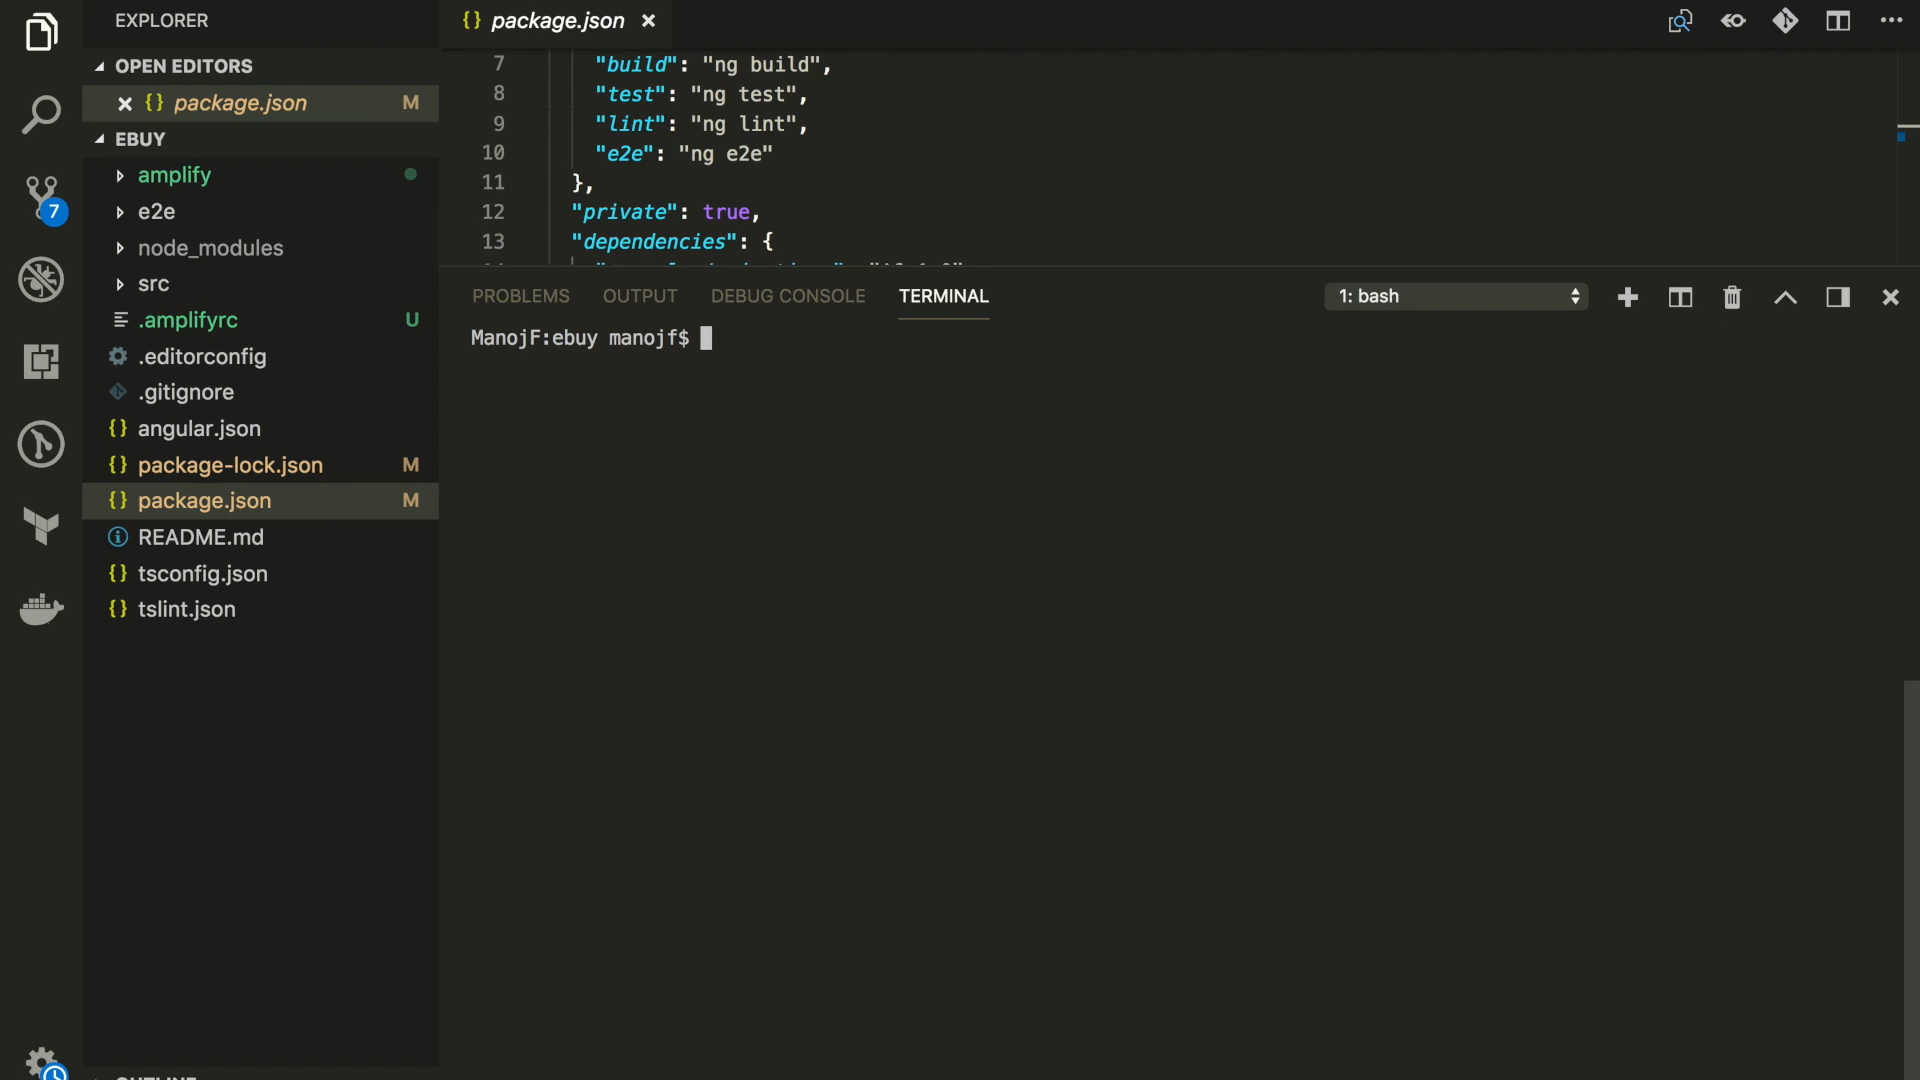 EXPLORER
OPEN EDITORS
{} package.json M
EBUY
amplify
e2e
node_modules
src
.amplifyrc U
.editorconfig
.gitignore
{} angular.json
{} package-lock.json M
{} package.json M
README.md
{} tsconfig.json
{} tslint.json
7
{} package.json
7 "build": "ng build",
8 "test": "ng test",
9 "lint": "ng lint",
10 "e2e": "ng e2e"
11 },
12 "private": true,
13 "dependencies": {
PROBLEMS OUTPUT DEBUG CONSOLE TERMINAL 1: bash
ManojF:ebuy manojf$